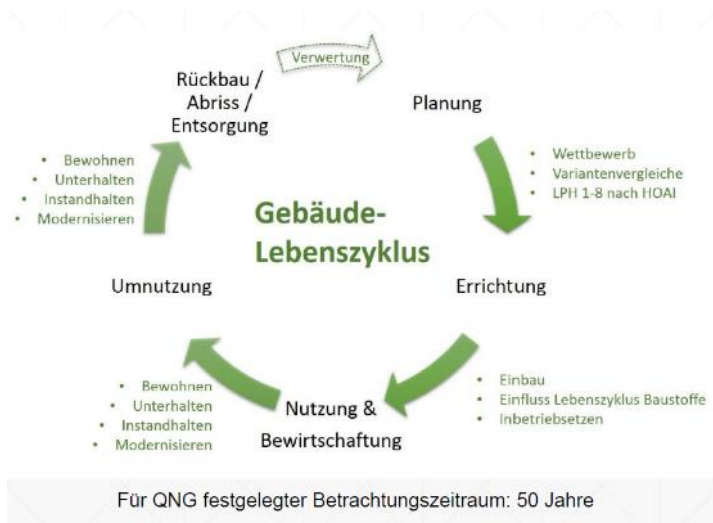 Verwertung
Rückbau /
Abriss /
Entsorgung
Planung
• Wettbewerb
• Variantenvergleiche
• LPH 1-8 nach HOAI
• Bewohnen
• Unterhalten
• Instandhalten
• Modernisieren
Gebäude-
Lebenszyklus
Umnutzung
Errichtung
• Einbau
• Einfluss Lebenszyklus Baustoffe
• Inbetriebsetzen
• Bewohnen
• Unterhalten
• Instandhalten
• Modernisieren
Nutzung &
Bewirtschaftung
Für QNG festgelegter Betrachtungszeitraum: 50 Jahre